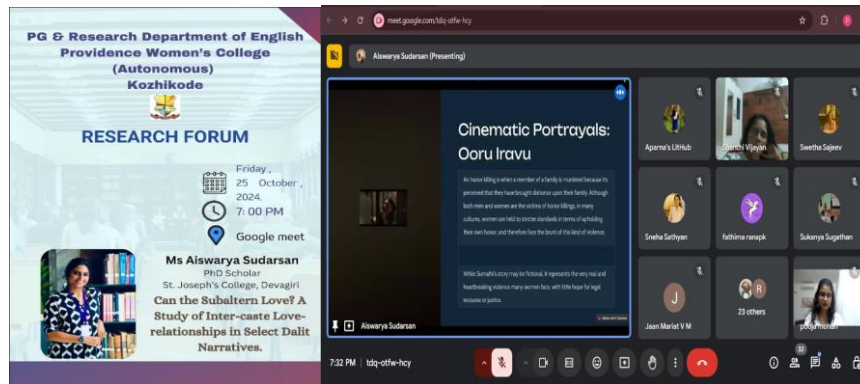 PG & Research Department of English
Providence Women's College
(Autonomous)
Kozhikode
RESEARCH FORUM
Friday,
25 October,
2024.
7: 00 PM
Google meet
Ms Aiswarya Sudarsan
PhD Scholar
St. Joseph's College, Devagiri
Can the Subaltern Love? A
Study of Inter-caste Love-
relationships in Select Dalit
Narratives.
meet.google.com/tdq-otfw-hcy
Aiswarya Sudarsan (Presenting)
Cinematic Portrayals:
Ooru Iravu
An honor killing is when a member of a family is murdered because it's
perceived that they have brought dishonor upon their family. Although
both men and women are the victims of honor killings, in many
cultures, women are held to stricter standards in terms of upholding
their own honor, and therefore face the brunt of this kind of violence.
While Sumathi's story may be fictional, it represents the very real and
heartbreaking violence many women face, with little hope for legal
recourse or justice.
Aiswarya Sudarsan
Aparna's LitHub
Shanthi Vijayan
Swetha Sajeev
Sneha Sathyan
fathima ranapk
Sukanya Sugathan
J
Jaan Mariat V M
R
23 others
pooja mohan
7:32 PM | tdq-otfw-hcy
32